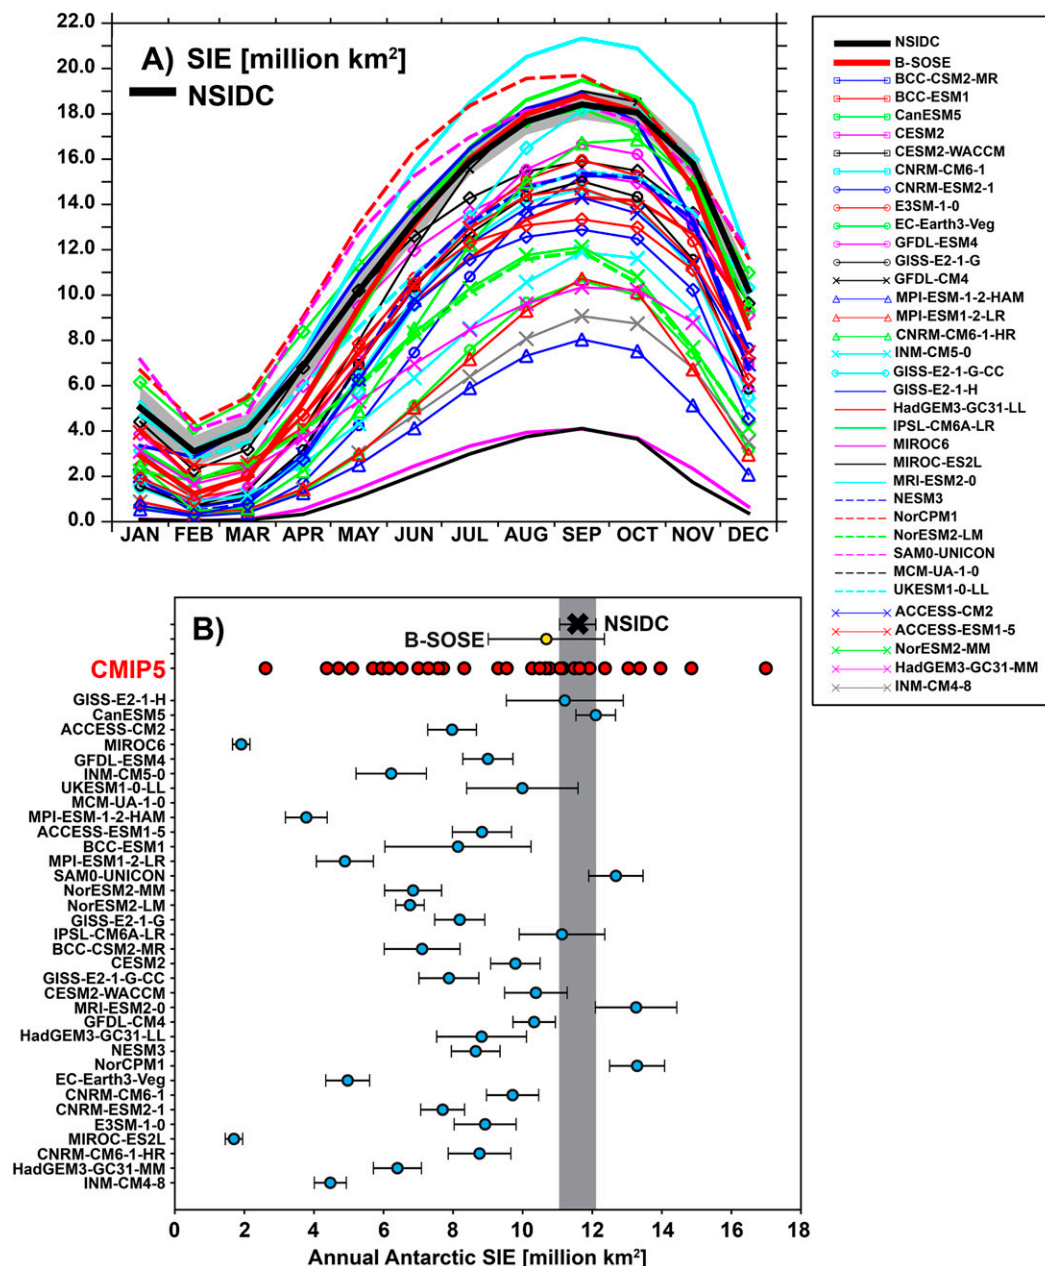 22.0
20.0
18.0
16.0
14.0
12.0
10.0
8.0
6.0
4.0
2.0
0.0
A) SIE [million km²]
NSIDC
JAN FEB MAR APR MAY JUN JUL AUG SEP OCT NOV DEC
NSIDC
B-SOSE
BCC-CSM2-MR
BCC-ESM1
CanESM5
CESM2
CESM2-WACCM
CNRM-CM6-1
CNRM-ESM2-1
E3SM-1-0
EC-Earth3-Veg
GFDL-ESM4
GISS-E2-1-G
GFDL-CM4
MPI-ESM-1-2-HAM
MPI-ESM1-2-LR
CNRM-CM6-1-HR
INM-CM5-0
GISS-E2-1-G-CC
GISS-E2-1-H
HadGEM3-GC31-LL
IPSL-CM6A-LR
MIROC6
MIROC-ES2L
MRI-ESM2-0
NESM3
NorCPM1
NorESM2-LM
SAM0-UNICON
MCM-UA-1-0
UKESM1-0-LL
ACCESS-CM2
ACCESS-ESM1-5
NorESM2-MM
HadGEM3-GC31-MM
INM-CM4-8
B)
NSIDC
B-SOSE
CMIP5
GISS-E2-1-H
CanESM5
ACCESS-CM2
MIROC6
GFDL-ESM4
INM-CM5-0
UKESM1-0-LL
MCM-UA-1-0
MPI-ESM-1-2-HAM
ACCESS-ESM1-5
BCC-ESM1
MPI-ESM1-2-LR
SAM0-UNICON
NorESM2-MM
NorESM2-LM
GISS-E2-1-G
IPSL-CM6A-LR
BCC-CSM2-MR
CESM2
GISS-E2-1-G-CC
CESM2-WACCM
MRI-ESM2-0
GFDL-CM4
HadGEM3-GC31-LL
NESM3
NorCPM1
EC-Earth3-Veg
CNRM-CM6-1
CNRM-ESM2-1
E3SM-1-0
MIROC-ES2L
CNRM-CM6-1-HR
HadGEM3-GC31-MM
INM-CM4-8
0 2 4 6 8 10 12 14 16 18
Annual Antarctic SIE [million km²]